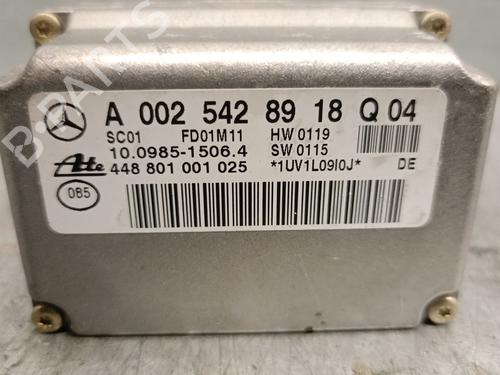 B-PARTS
A 002 542 89 18 Q 04
SC01 FD01M11 HW 0119
10.0985-1506.4 SW 0115
Ate 448 801 001 025 *1UV1L09I0J* DE
085